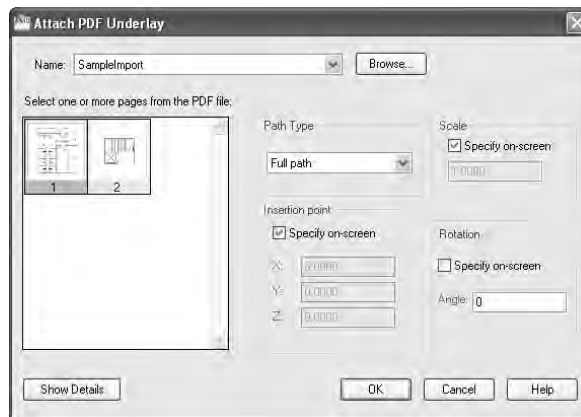 Attach PDF Underlay
Name: SampleImport Browse...
Select one or more pages from the PDF file:
1 2
Path Type
Full path
Scale
Specify on-screen
1.0000
Insertion point
Specify on-screen
X:
Y: 0.0000
Z: 0.0000
Rotation
Specify on-screen
Angle: 0
Show Details OK Cancel Help